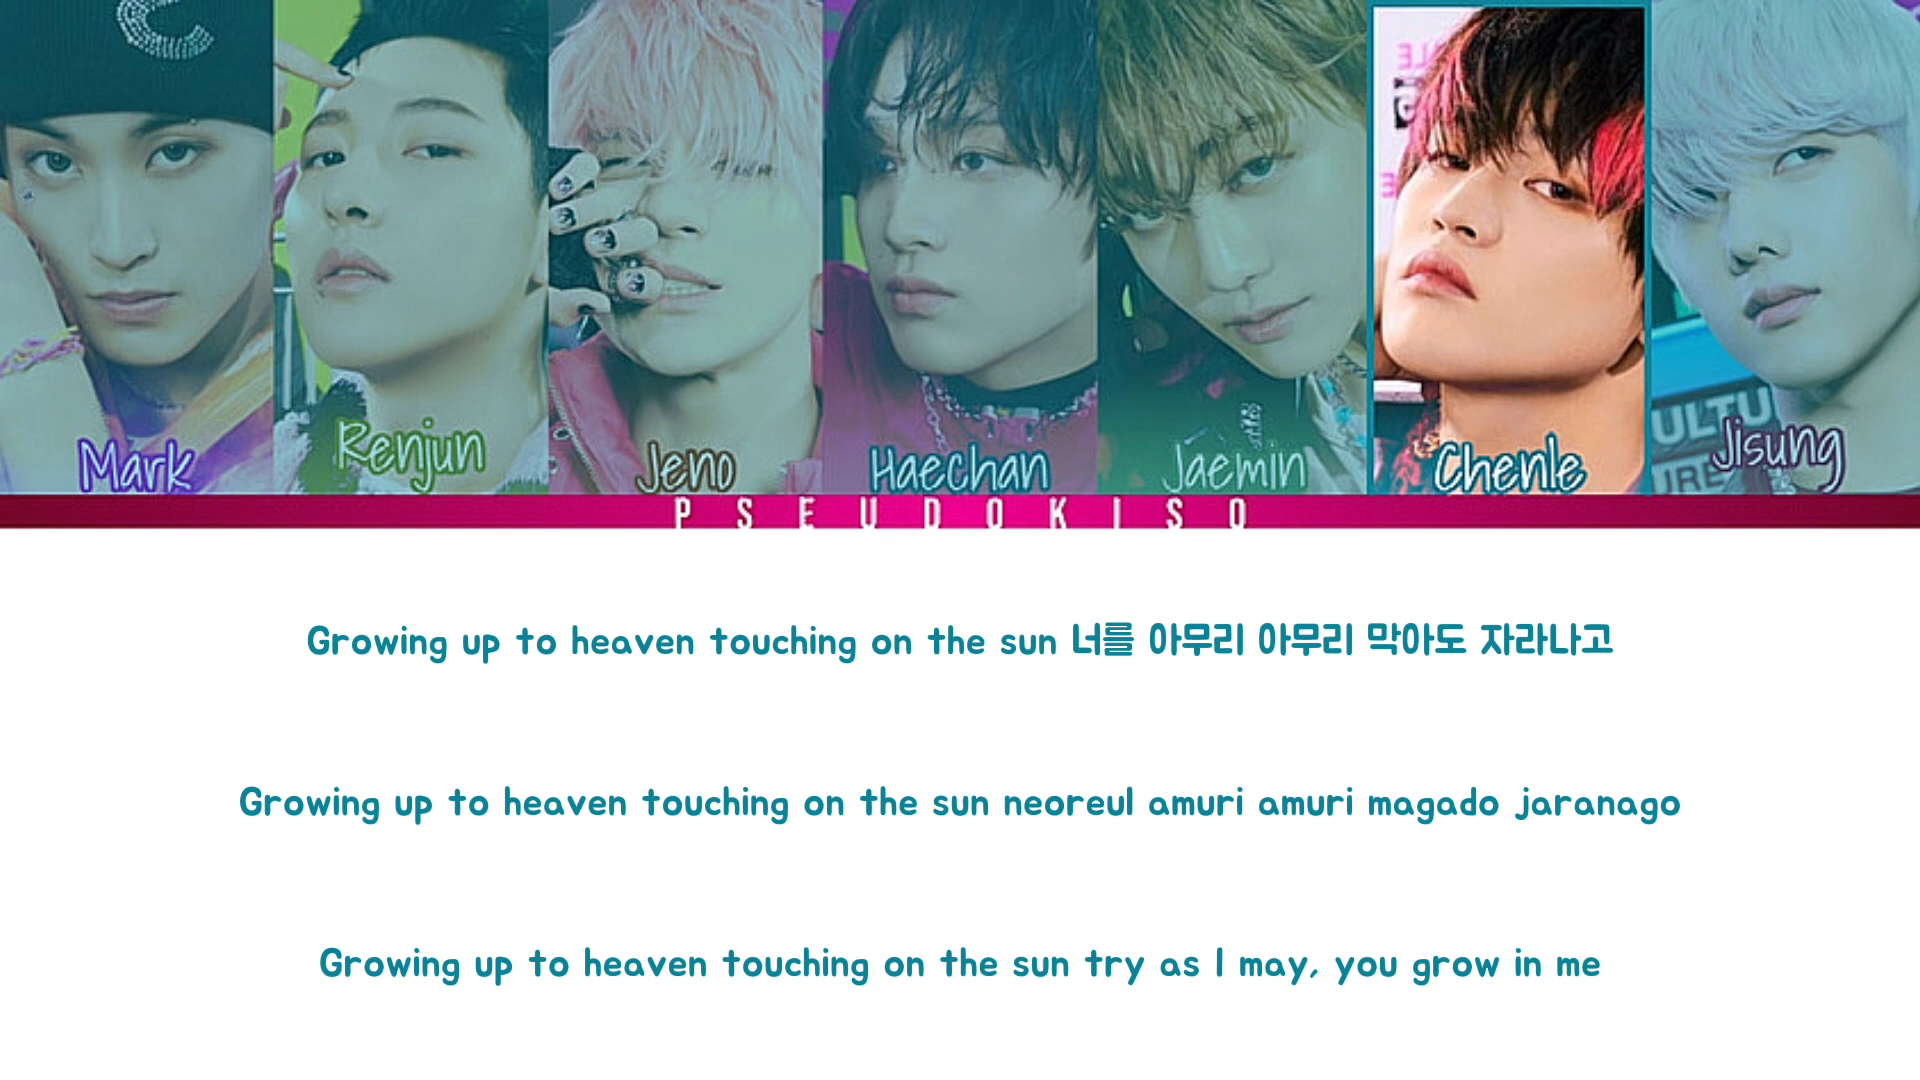 Mark
Renjun
Jeno
Haechan
Jaemin
Chenle
Jisung
ULTU
URE
PSEUDOKISO
Growing up to heaven touching on the sun 너를 아무리 아무리 막아도 자라나고
Growing up to heaven touching on the sun neoreul amuri amuri magado jaranago
Growing up to heaven touching on the sun try as I may, you grow in me